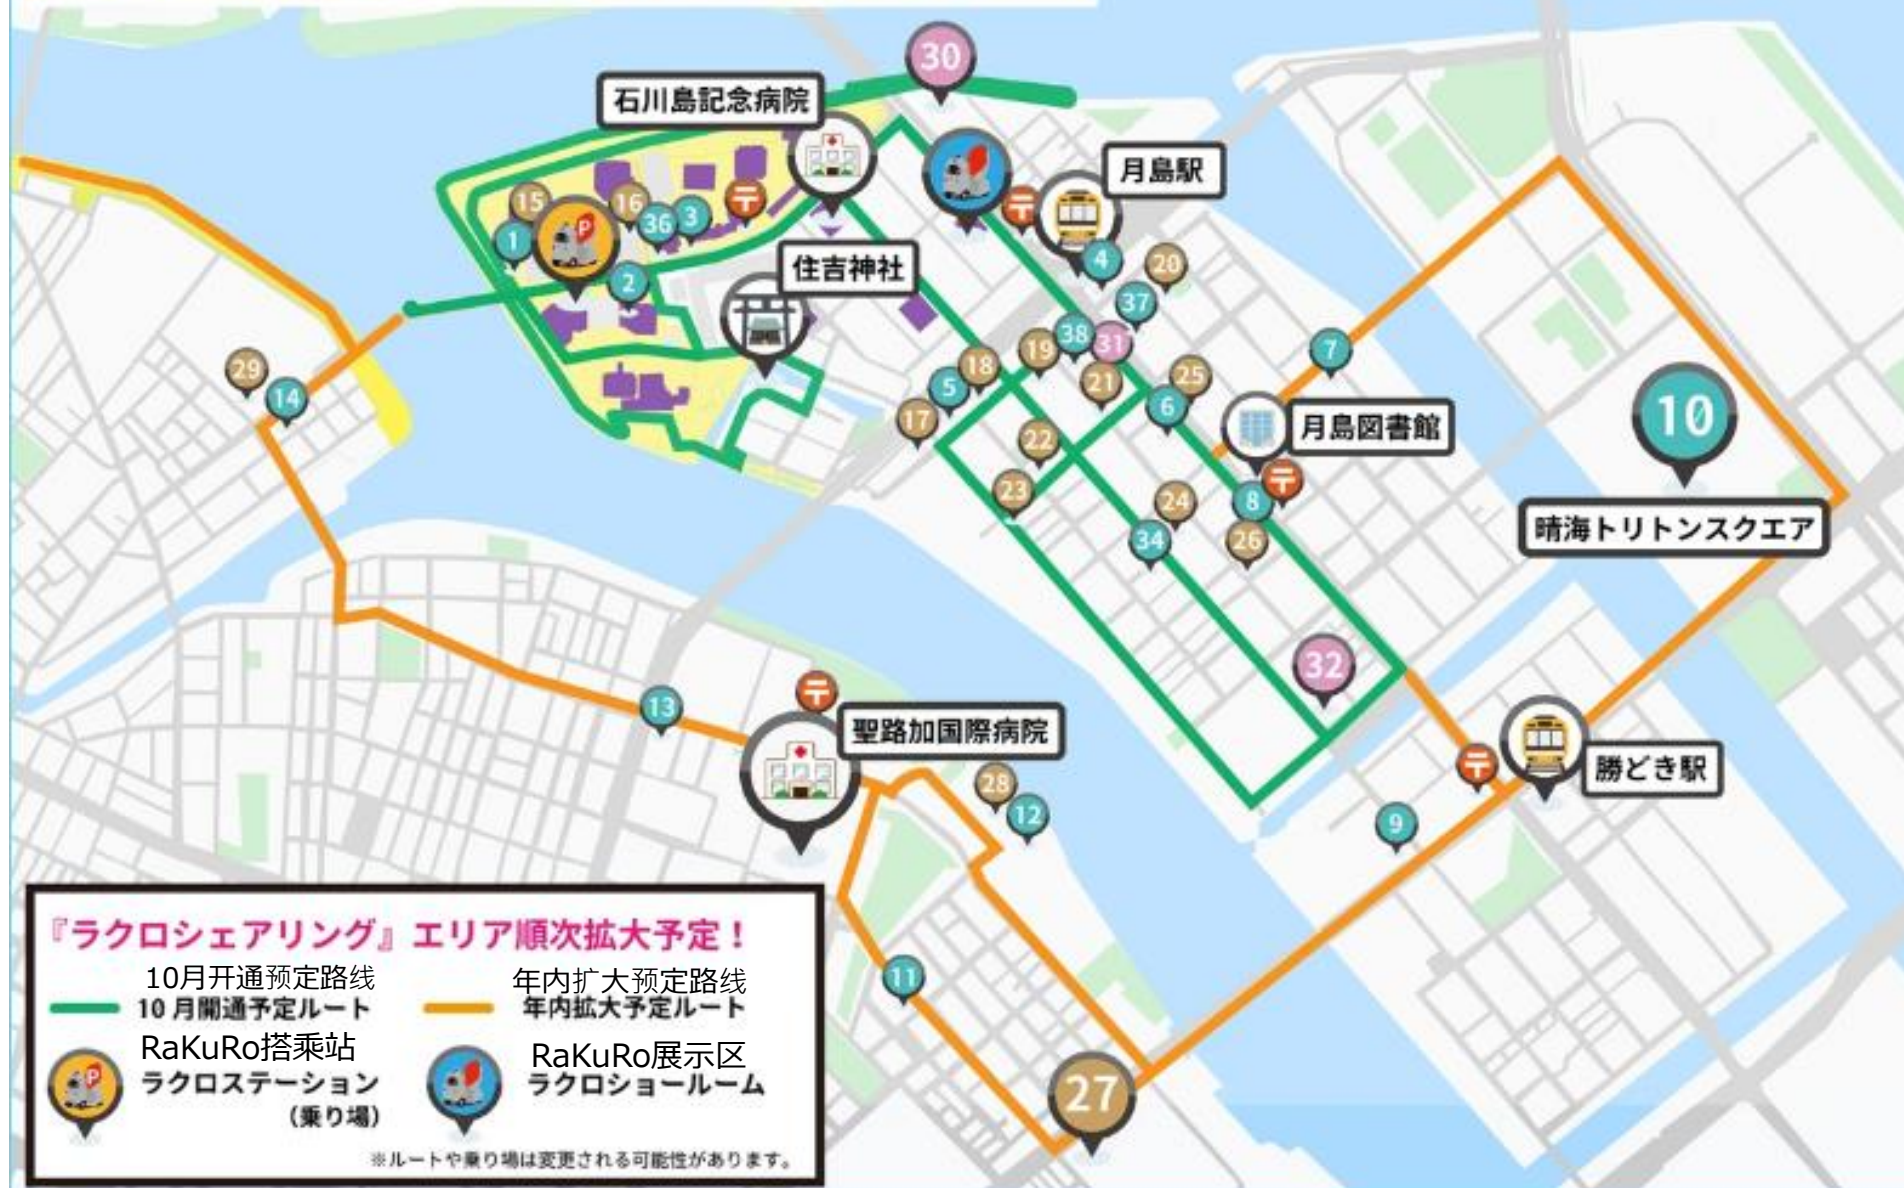 30
石川島記念病院
月島駅
15
16
36
3
〒
〒
1
P
2
住吉神社
4
20
37
38
31
7
29
14
19
18
5
21
25
6
17
22
月島図書館
10
23
24
8
〒
34
26
晴海トリトンスクエア
32
13
〒
聖路加国際病院
〒
勝どき駅
28
12
9
11
27
『ラクロシェアリング』エリア順次拡大予定！
10月开通预定路线
年内扩大预定路线
10月開通予定ルート
年内拡大予定ルート
RaKuRo搭乘站
RaKuRo展示区
P
ラクロステーション
(乗り場)
ラクロショールーム
※ルートや乗り場は変更される可能性があります。